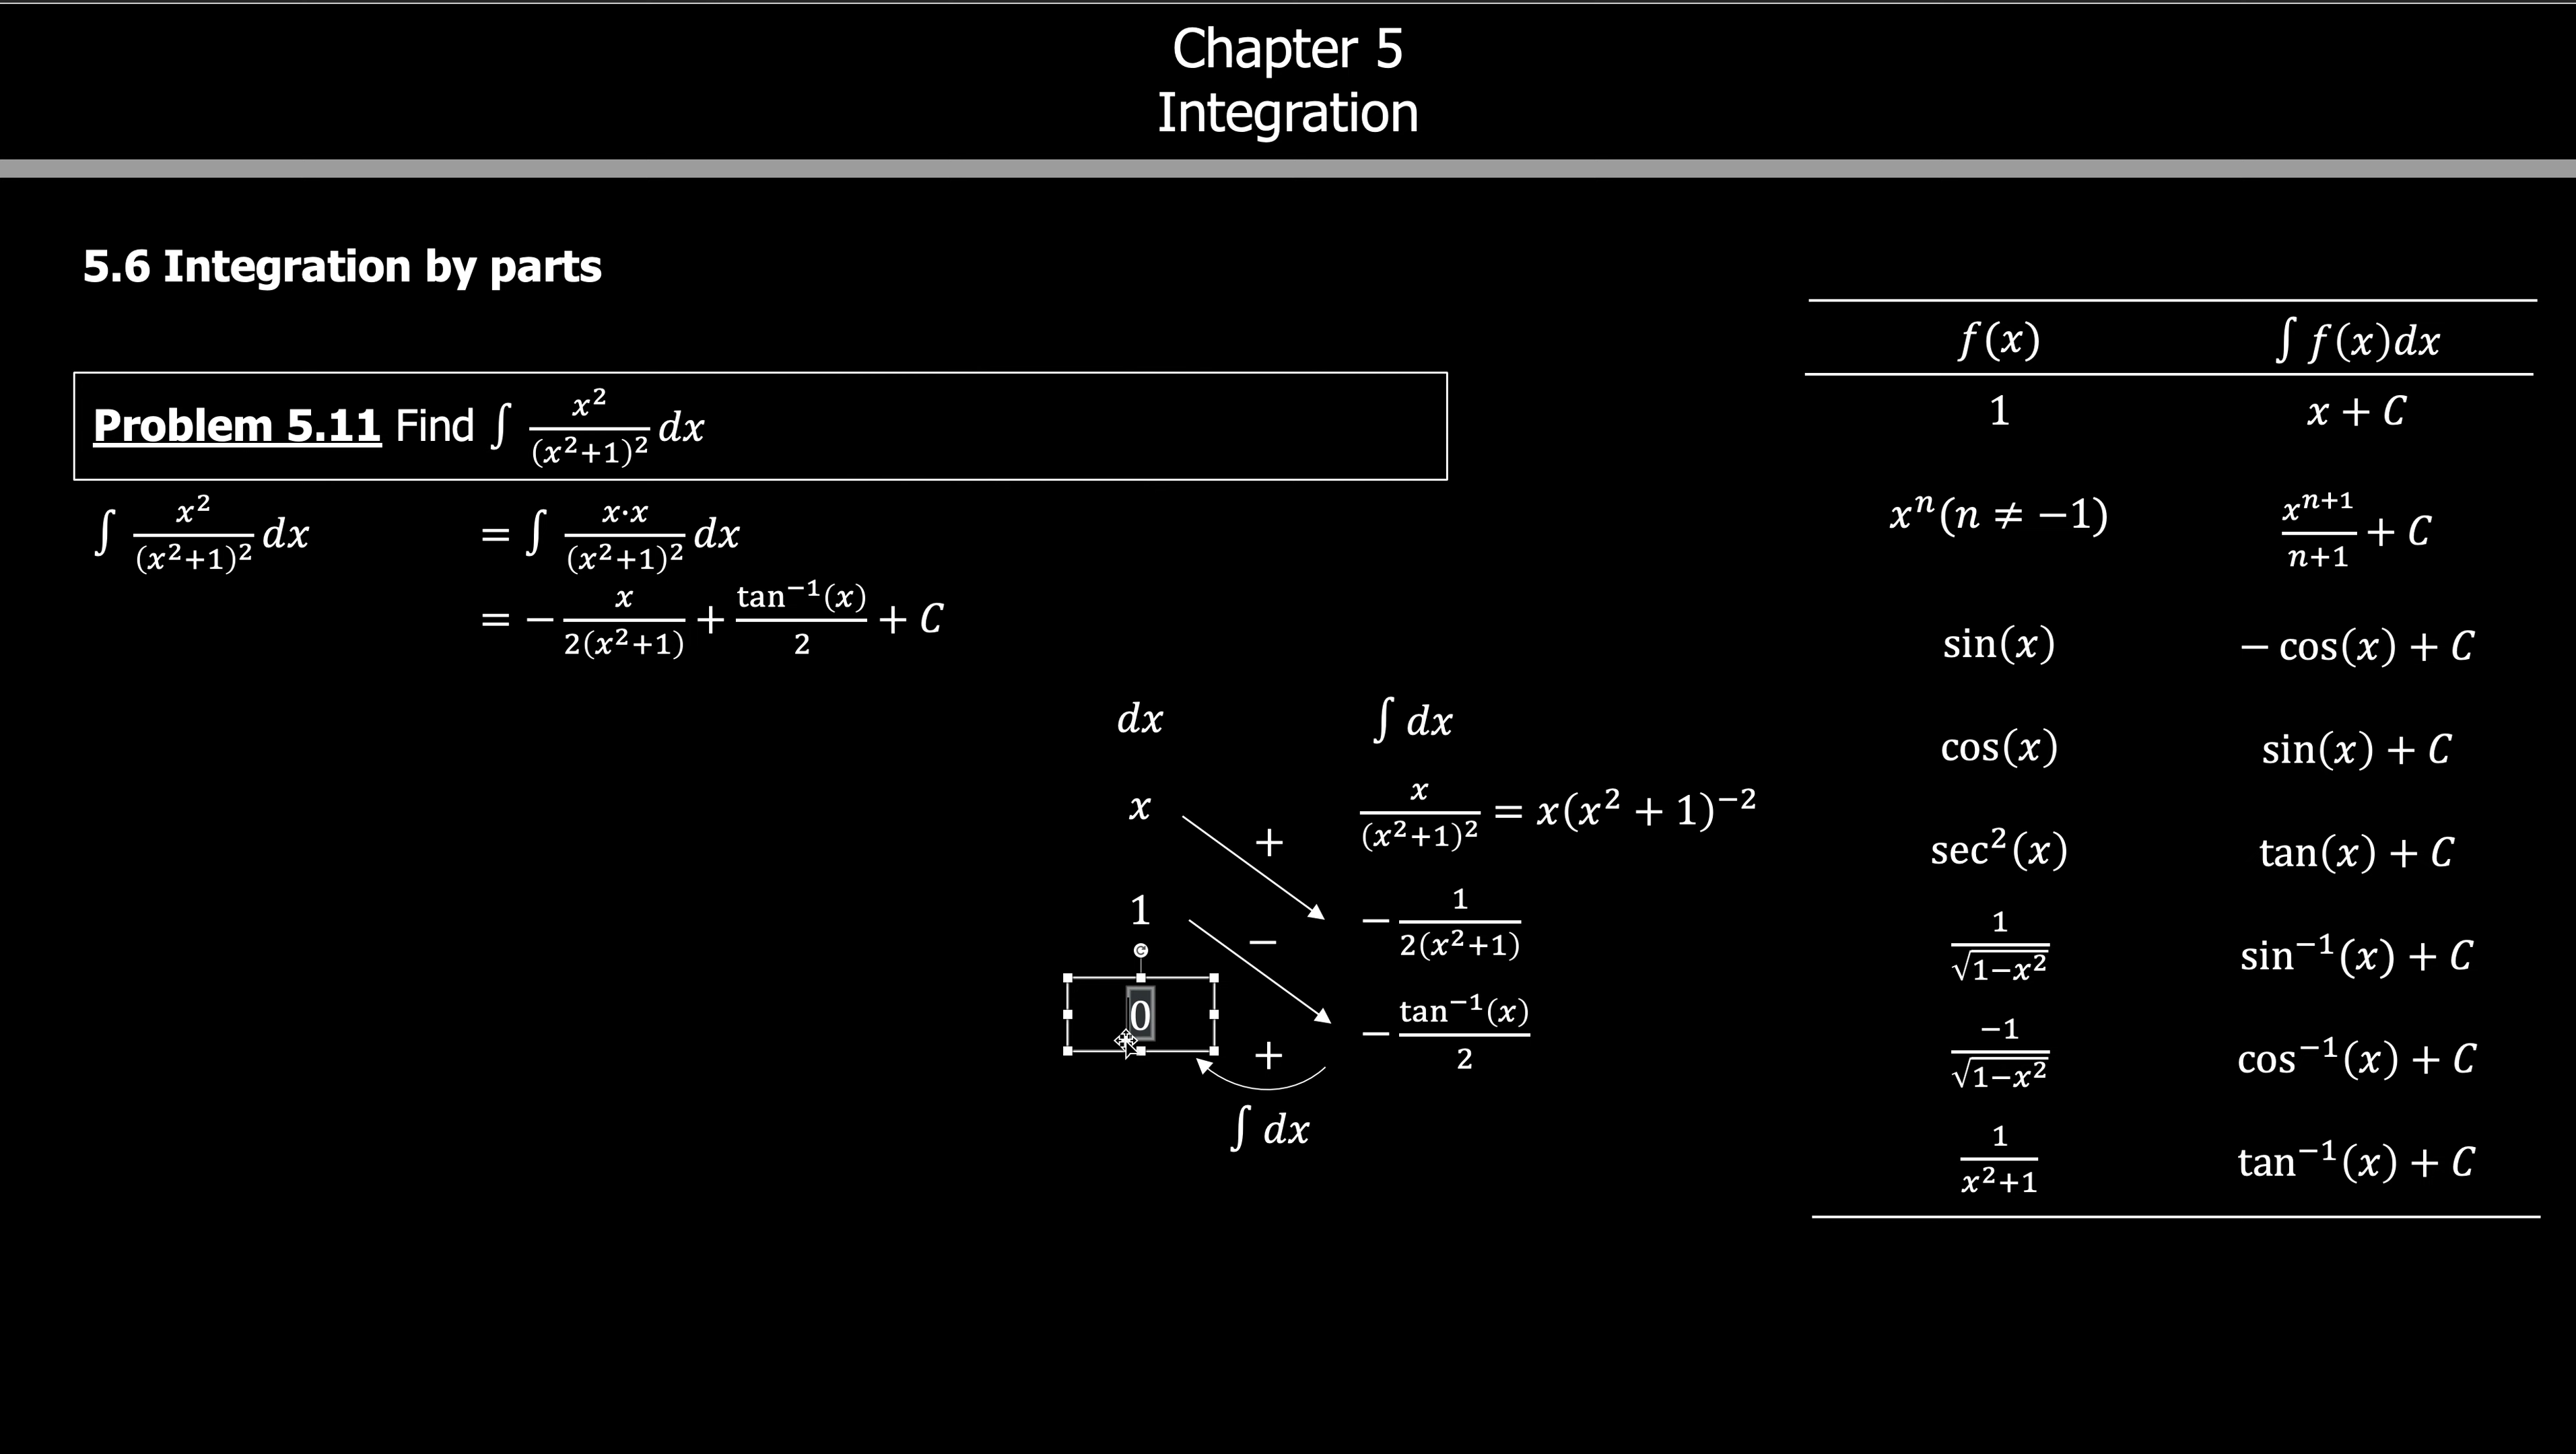 Chapter 5
Integration
5.6 Integration by parts
Problem 5.11 Find ∫ x²/(x²+1)² dx
∫ x²/(x²+1)² dx = ∫ x·x/(x²+1)² dx
= − x/2(x²+1) + tan⁻¹(x)/2 + C
dx ∫ dx
x + x/(x²+1)² = x(x² + 1)⁻²
1 − − 1/2(x²+1)
0 + − tan⁻¹(x)/2
∫ dx
f(x) ∫ f(x)dx
1 x + C
xⁿ(n ≠ −1) xⁿ⁺¹/n+1 + C
sin(x) − cos(x) + C
cos(x) sin(x) + C
sec²(x) tan(x) + C
1/√1−x² sin⁻¹(x) + C
−1/√1−x² cos⁻¹(x) + C
1/x²+1 tan⁻¹(x) + C